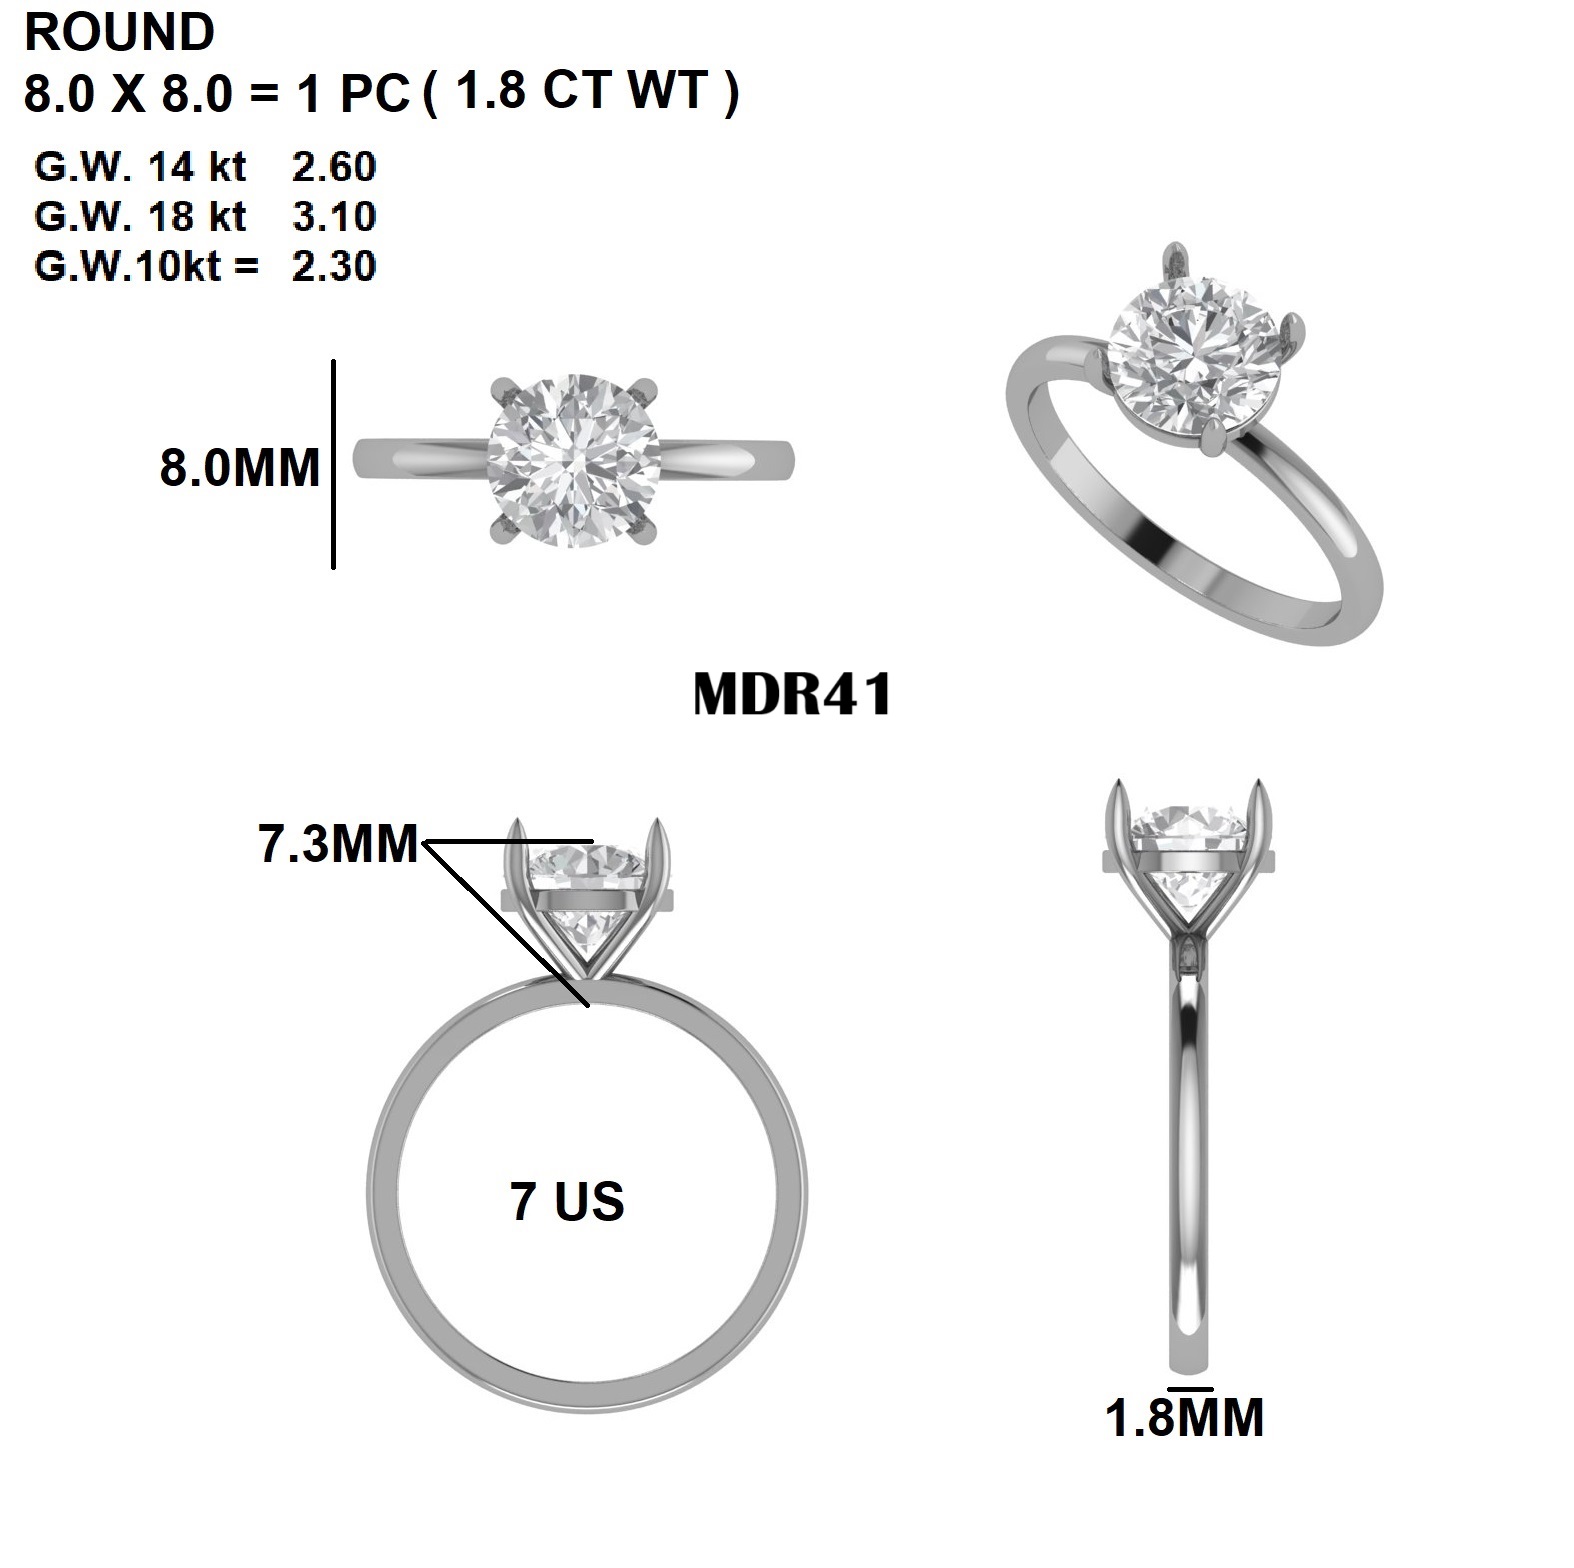 ROUND
8.0 X 8.0 = 1 PC ( 1.8 CT WT )
G.W. 14 kt 2.60
G.W. 18 kt 3.10
G.W.10kt = 2.30
8.0MM
MDR41
7.3MM
7 US
1.8MM